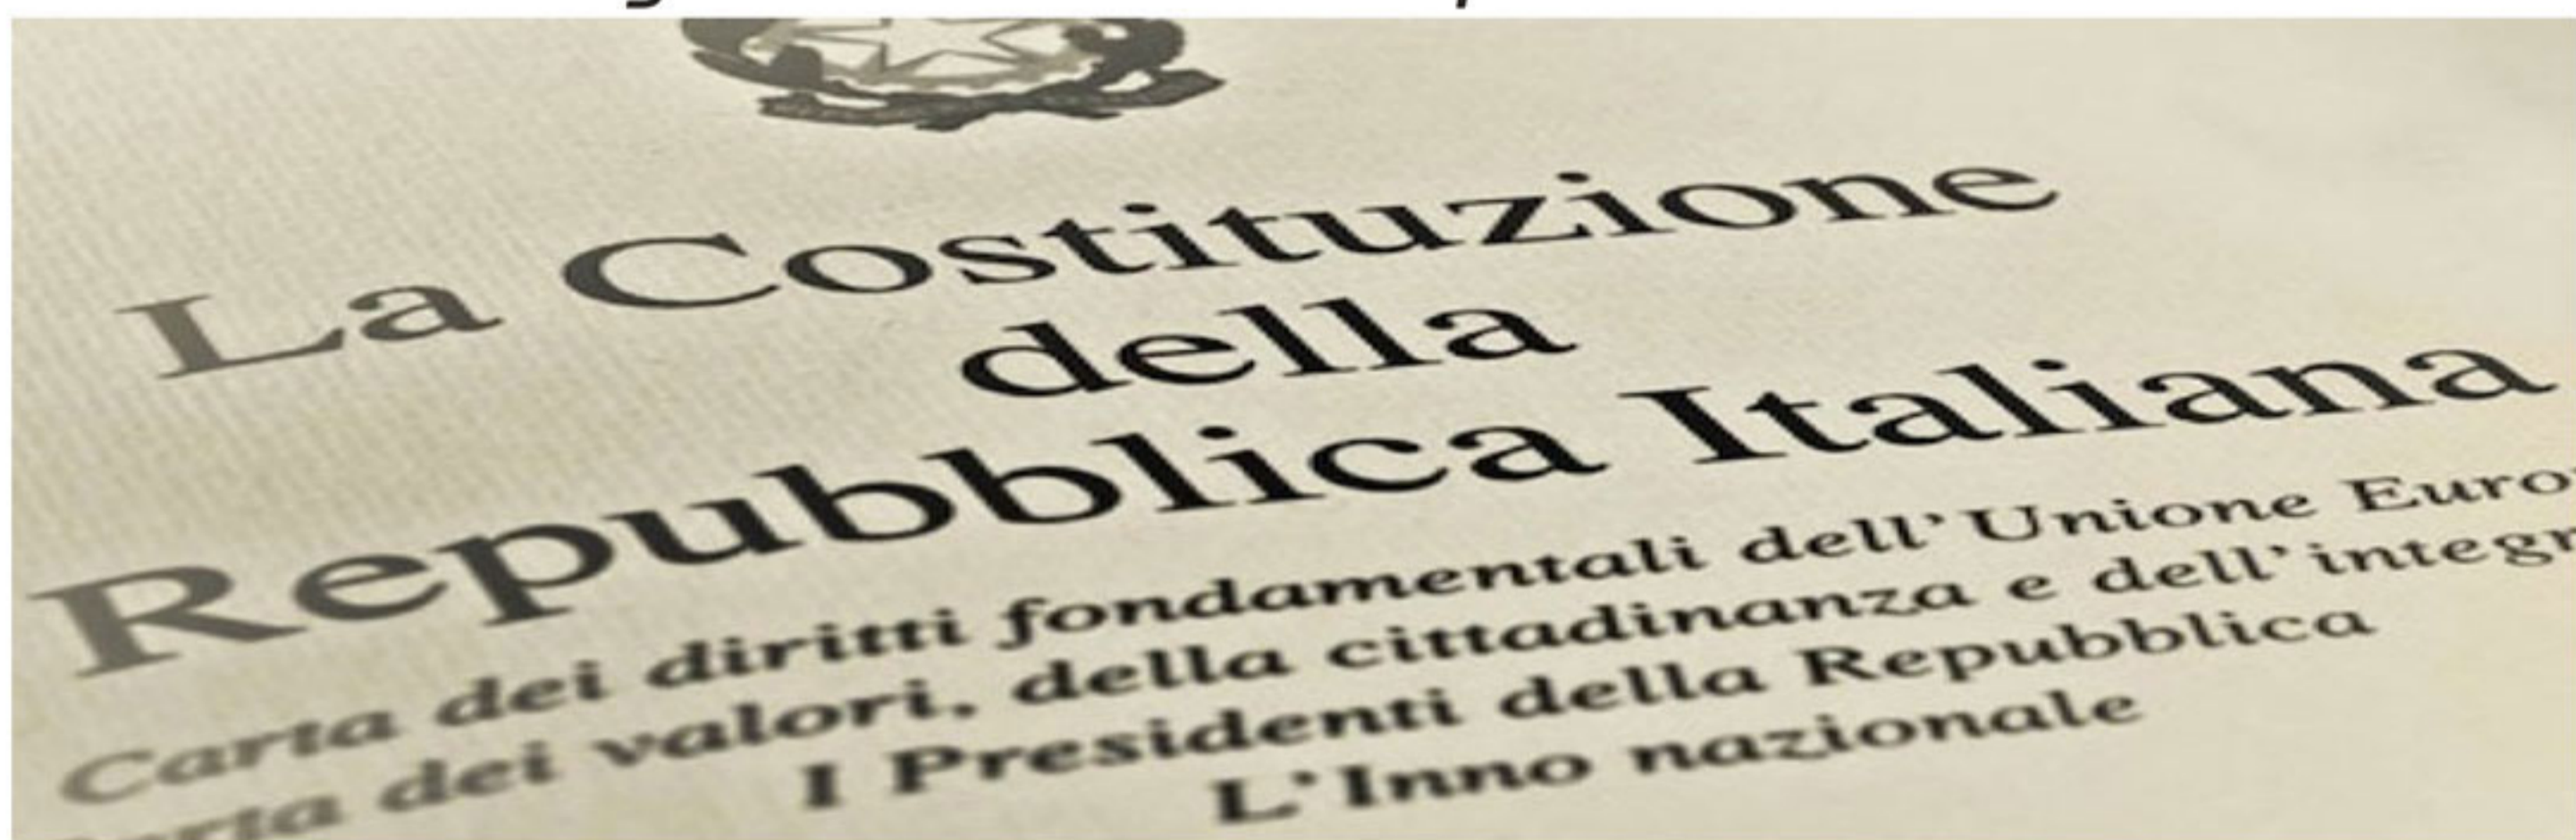 La Costituzione
della
Repubblica Italiana
Carta dei diritti fondamentali dell'Unione
dei valori, della cittadinanza e
I Presidenti della Repubblica
L'Inno nazionale